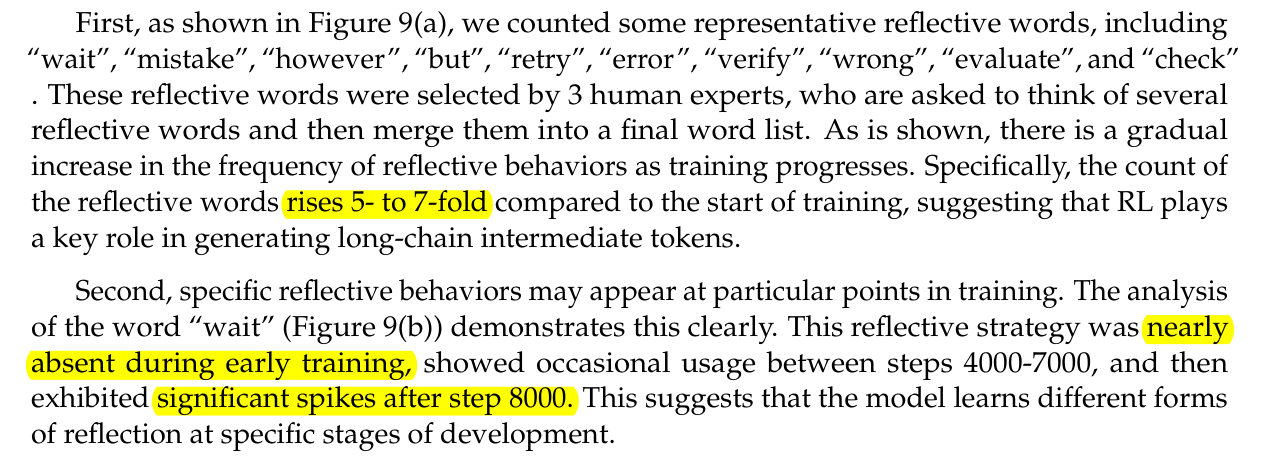 First, as shown in Figure 9(a), we counted some representative reflective words, including
“wait”, “mistake”, “however”, “but”, “retry”, “error”, “verify”, “wrong”, “evaluate”, and “check”
. These reflective words were selected by 3 human experts, who are asked to think of several
reflective words and then merge them into a final word list. As is shown, there is a gradual
increase in the frequency of reflective behaviors as training progresses. Specifically, the count of
the reflective words rises 5- to 7-fold compared to the start of training, suggesting that RL plays
a key role in generating long-chain intermediate tokens.
Second, specific reflective behaviors may appear at particular points in training. The analysis
of the word “wait” (Figure 9(b)) demonstrates this clearly. This reflective strategy was nearly
absent during early training, showed occasional usage between steps 4000-7000, and then
exhibited significant spikes after step 8000. This suggests that the model learns different forms
of reflection at specific stages of development.